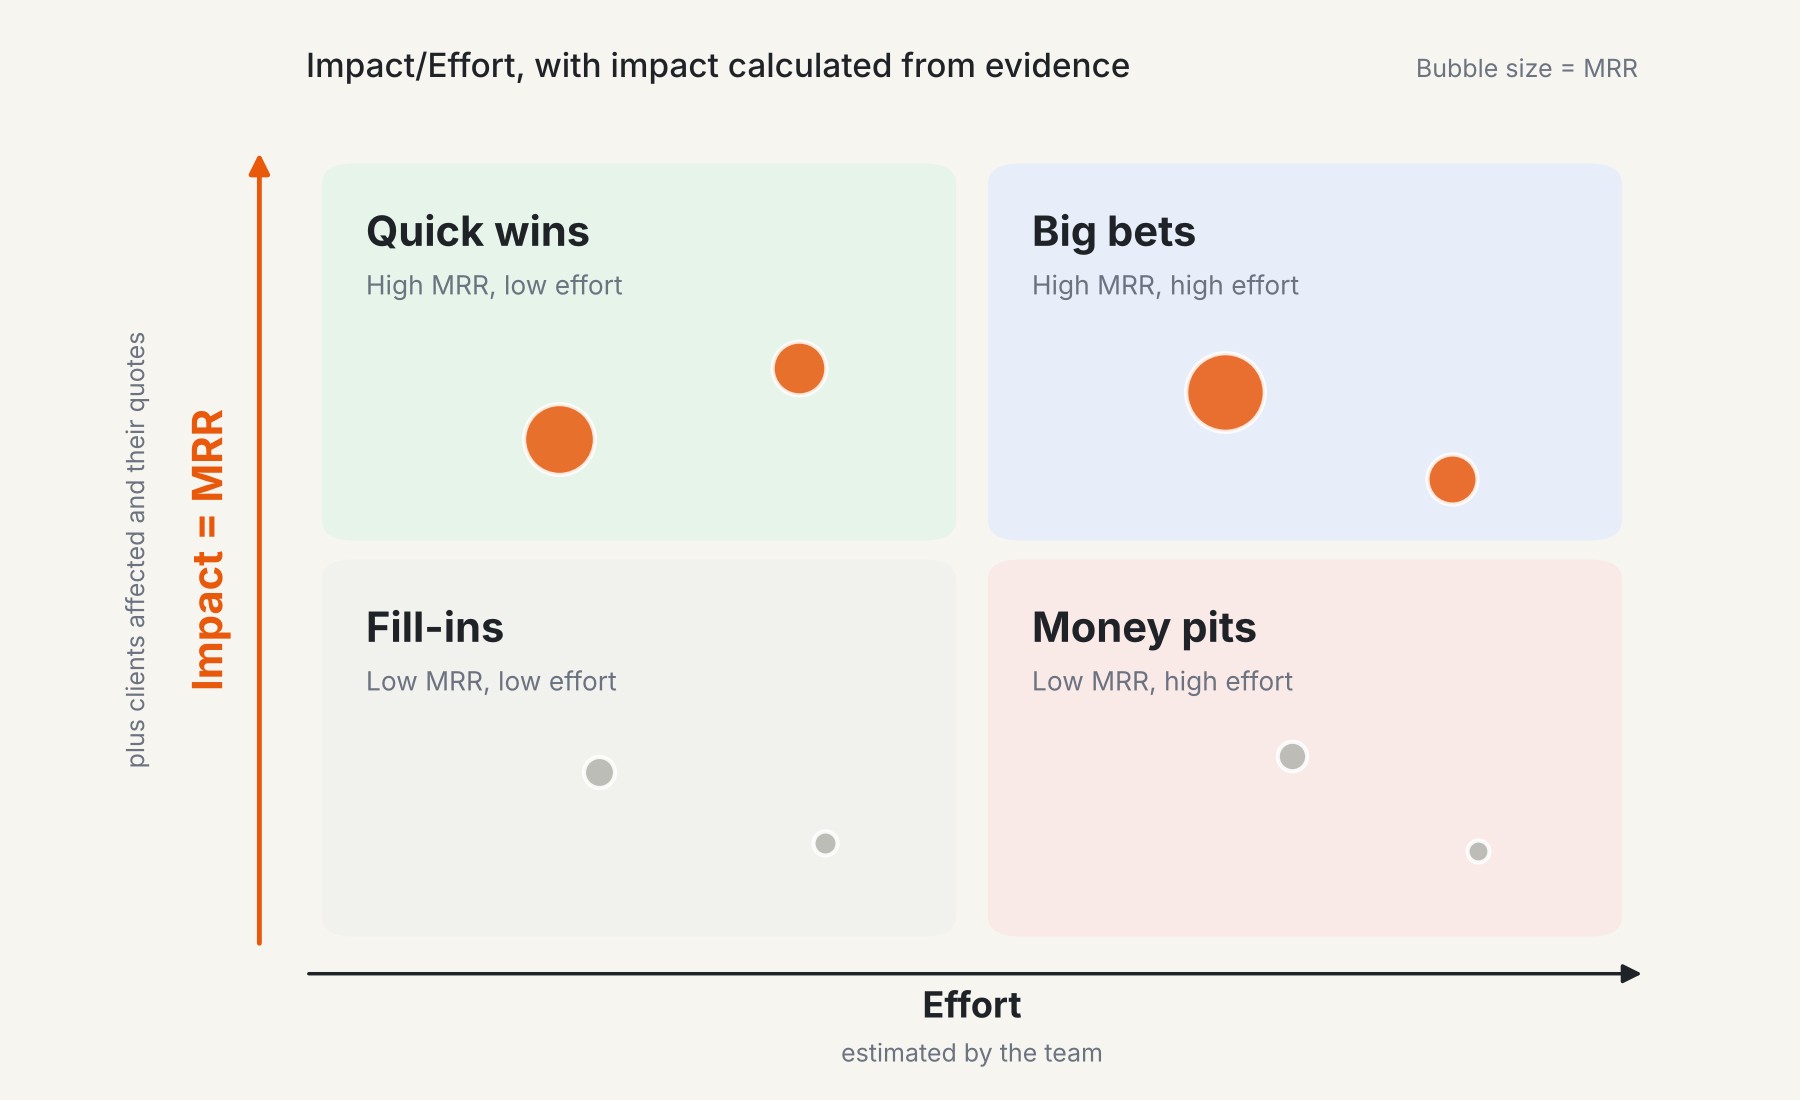 Impact/Effort, with impact calculated from evidence
Bubble size = MRR
plus clients affected and their quotes
Impact = MRR
Quick wins
High MRR, low effort
Big bets
High MRR, high effort
Fill-ins
Low MRR, low effort
Money pits
Low MRR, high effort
Effort
estimated by the team